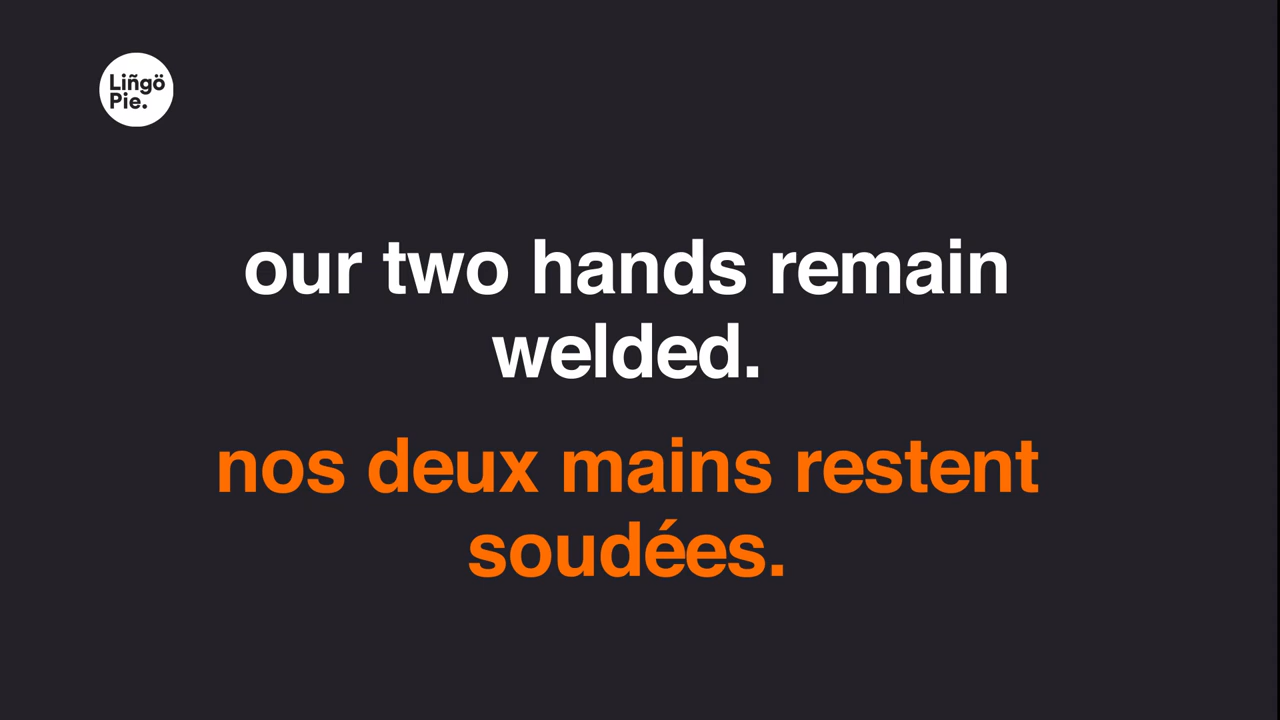 Liñgö
Pie.
our two hands remain
welded.
nos deux mains restent
soudées.